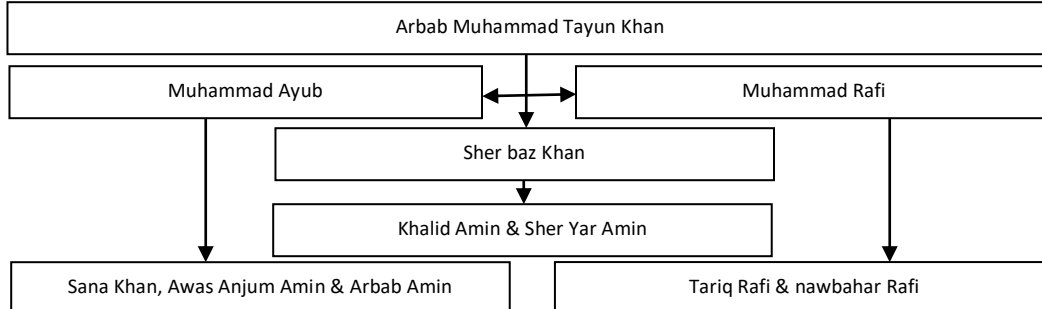 Arbab Muhammad Tayun Khan
Muhammad Ayub
Muhammad Rafi
Sher baz Khan
Khalid Amin & Sher Yar Amin
Sana Khan, Awas Anjum Amin & Arbab Amin
Tariq Rafi & nawbahar Rafi